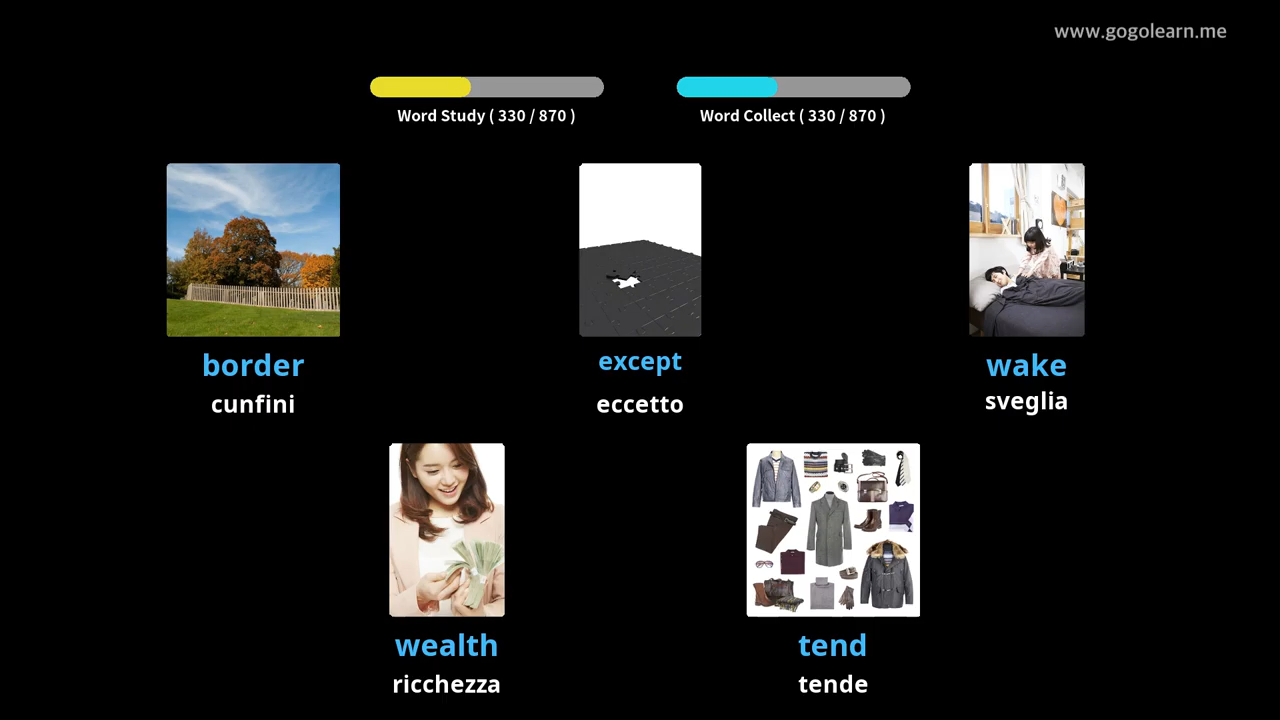 www.gogolearn.me
Word Study ( 330 / 870 )
Word Collect ( 330 / 870 )
border
cunfini
except
eccetto
wake
sveglia
wealth
ricchezza
tend
tende